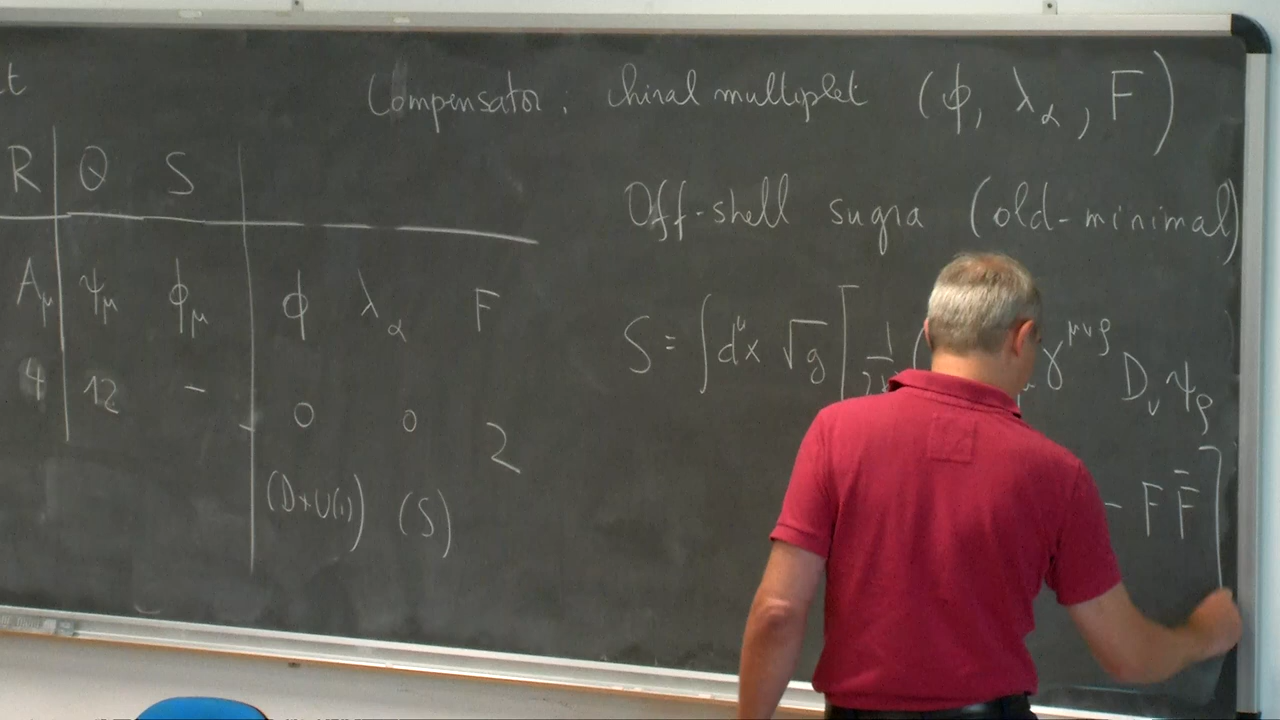 t
Compensator : chiral multiplet (ϕ, λ_α, F)
R Q S
Off-shell sugra (old-minimal)
A_μ ψ_μ ϕ_μ ϕ λ_α F
S = ∫ d⁴x √g [ 1 ( γ^{μνρ} D_ν ψ_ρ
4 12 - 0 0 2
- F F̄ ]
(D+U(1)) (S)